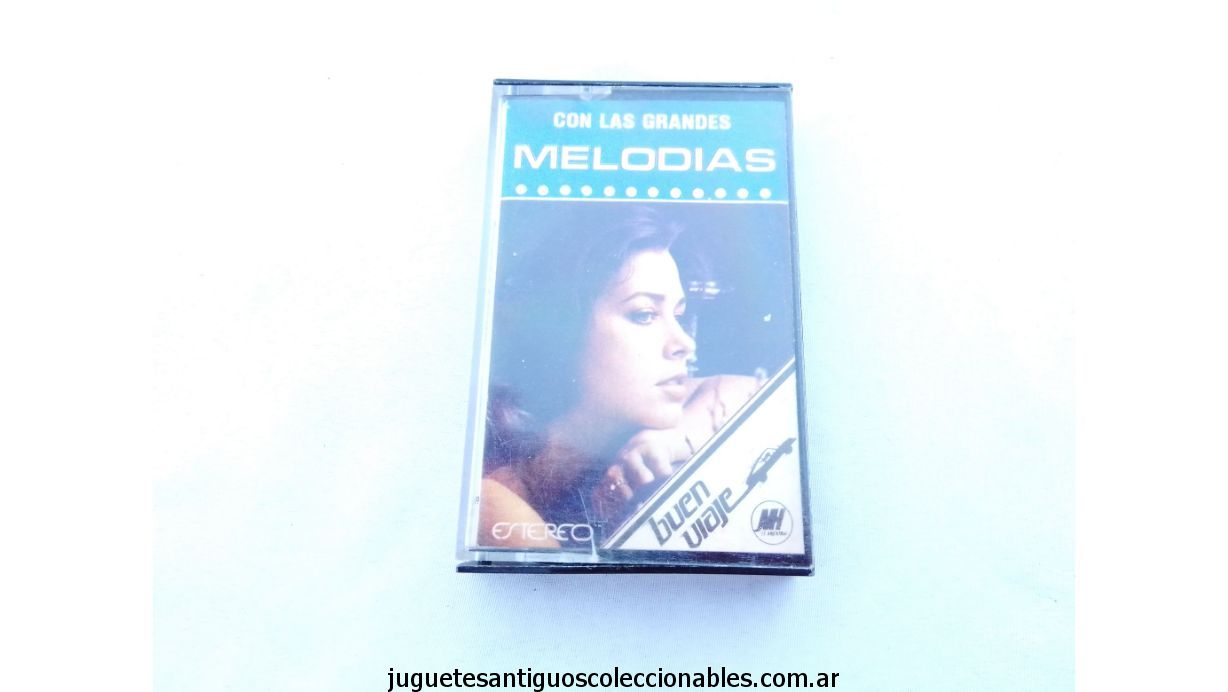 CON LAS GRANDES
MELODIAS
ESTEREO
buen
viaje
MH
juguetesantiguoscoleccionables.com.ar